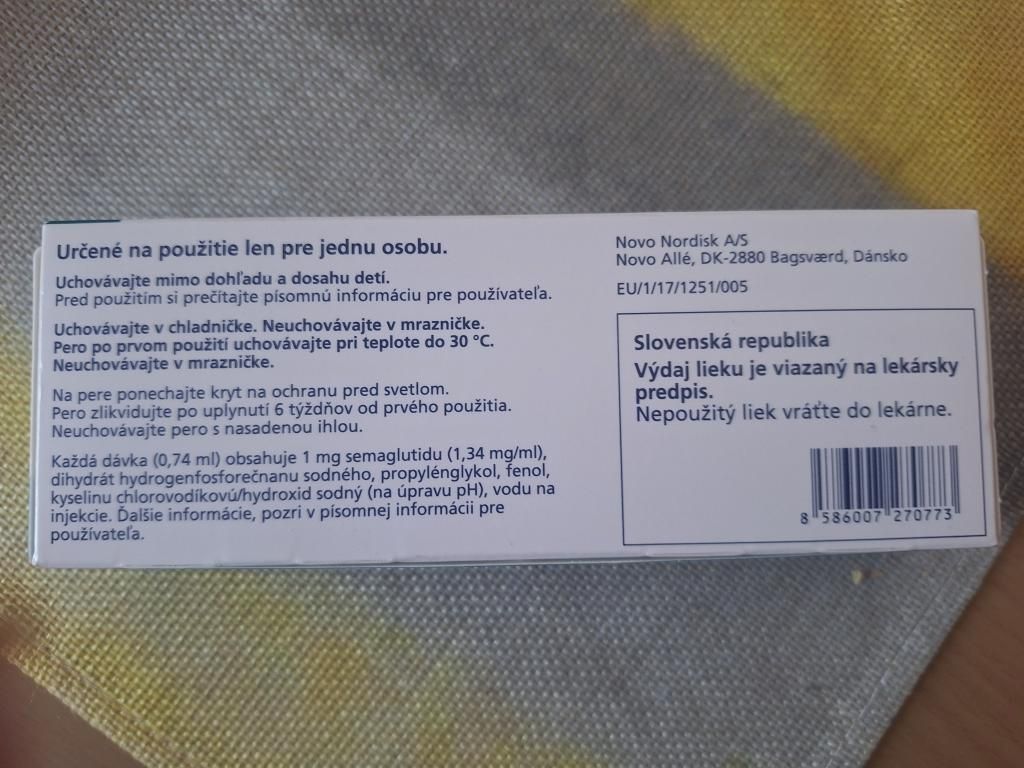 Určené na použitie len pre jednu osobu.
Uchovávajte mimo dohľadu a dosahu detí.
Pred použitím si prečítajte písomnú informáciu pre používateľa.
Uchovávajte v chladničke. Neuchovávajte v mrazničke.
Pero po prvom použití uchovávajte pri teplote do 30 °C.
Neuchovávajte v mrazničke.
Na pere ponechajte kryt na ochranu pred svetlom.
Pero zlikvidujte po uplynutí 6 týždňov od prvého použitia.
Neuchovávajte pero s nasadenou ihlou.
Každá dávka (0,74 ml) obsahuje 1 mg semaglutidu (1,34 mg/ml),
dihydrát hydrogenfosforečnanu sodného, propylénglykol, fenol,
kyselinu chlorovodíkovú/hydroxid sodný (na úpravu pH), vodu na
injekcie. Ďalšie informácie, pozri v písomnej informácii pre
používateľa.
Novo Nordisk A/S
Novo Allé, DK-2880 Bagsværd, Dánsko
EU/1/17/1251/005
Slovenská republika
Výdaj lieku je viazaný na lekársky
predpis.
Nepoužitý liek vráťte do lekárne.
8 586007 270773